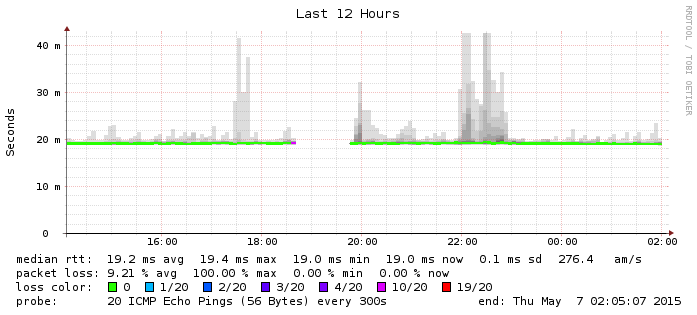 Last 12 Hours
RRDTOOL / TOBI OETIKER
Seconds
40 m
30 m
20 m
10 m
0
16:00 18:00 20:00 22:00 00:00 02:00
median rtt: 19.2 ms avg 19.4 ms max 19.0 ms min 19.0 ms now 0.1 ms sd 276.4 am/s
packet loss: 9.21 % avg 100.00 % max 0.00 % min 0.00 % now
loss color: 0 1/20 2/20 3/20 4/20 10/20 19/20
probe: 20 ICMP Echo Pings (56 Bytes) every 300s end: Thu May 7 02:05:07 2015